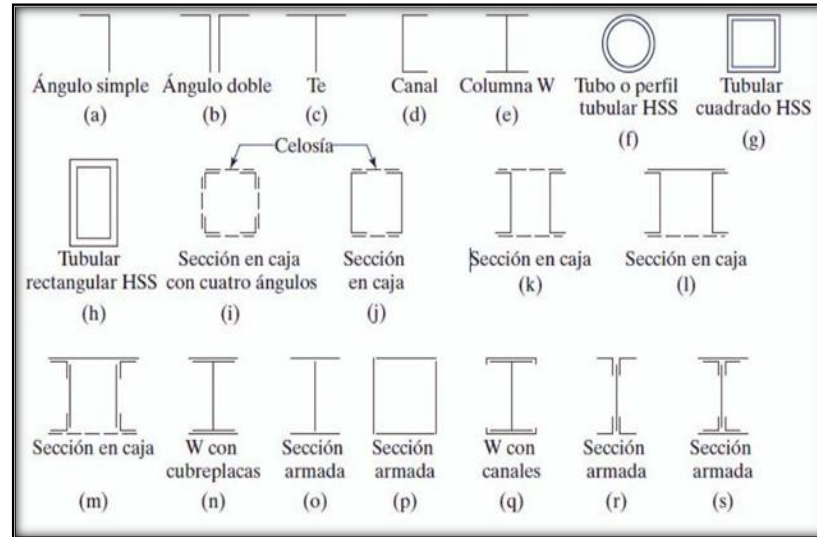 Ángulo simple
(a)
Ángulo doble
(b)
Te
(c)
Canal
(d)
Columna W
(e)
Tubo o perfil
tubular HSS
(f)
Tubular
cuadrado HSS
(g)
Celosía
Tubular
rectangular HSS
(h)
Sección en caja
con cuatro ángulos
(i)
Sección
en caja
(j)
Sección en caja
(k)
Sección en caja
(l)
Sección en caja
(m)
W con
cubreplacas
(n)
Sección
armada
(o)
Sección
armada
(p)
W con
canales
(q)
Sección
armada
(r)
Sección
armada
(s)